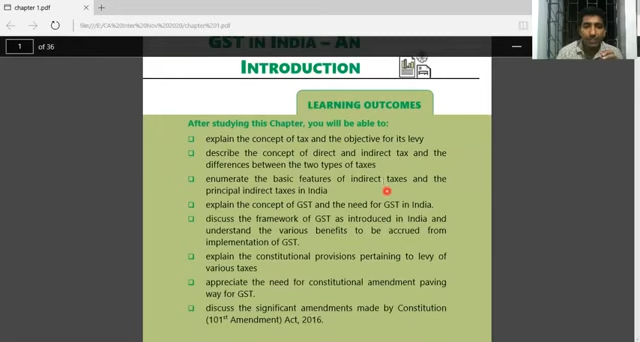 chapter 1.pdf
file:///E:/CA%20Inter%20Nov%202020/chapter%201.pdf
1 of 36
GST IN INDIA – AN
INTRODUCTION
LEARNING OUTCOMES
After studying this Chapter, you will be able to:
explain the concept of tax and the objective for its levy
describe the concept of direct and indirect tax and the
differences between the two types of taxes
enumerate the basic features of indirect taxes and the
principal indirect taxes in India
explain the concept of GST and the need for GST in India.
discuss the framework of GST as introduced in India and
understand the various benefits to be accrued from
implementation of GST.
explain the constitutional provisions pertaining to levy of
various taxes
appreciate the need for constitutional amendment paving
way for GST.
discuss the significant amendments made by Constitution
(101st Amendment) Act, 2016.